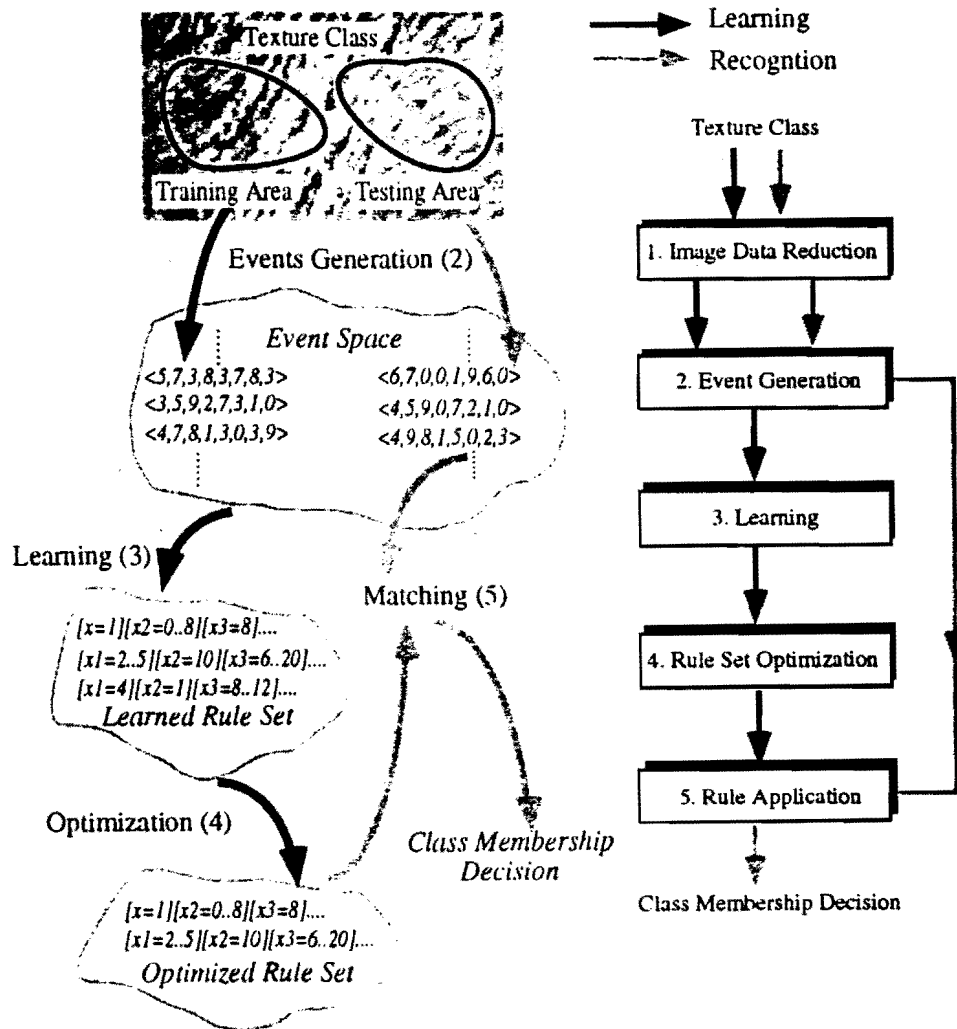 Texture Class
Training Area
Testing Area
Events Generation (2)
Event Space
<5,7,3,8,3,7,8,3>
<3,5,9,2,7,3,1,0>
<4,7,8,1,3,0,3,9>
<6,7,0,0,1,9,6,0>
<4,5,9,0,7,2,1,0>
<4,9,8,1,5,0,2,3>
Learning (3)
[x=1][x2=0..8][x3=8]....
[x1=2..5][x2=10][x3=6..20]....
[x1=4][x2=1][x3=8..12]....
Learned Rule Set
Matching (5)
Optimization (4)
Class Membership
Decision
[x=1][x2=0..8][x3=8]....
[x1=2..5][x2=10][x3=6..20]....
Optimized Rule Set
Learning
Recogntion
Texture Class
1. Image Data Reduction
2. Event Generation
3. Learning
4. Rule Set Optimization
5. Rule Application
Class Membership Decision